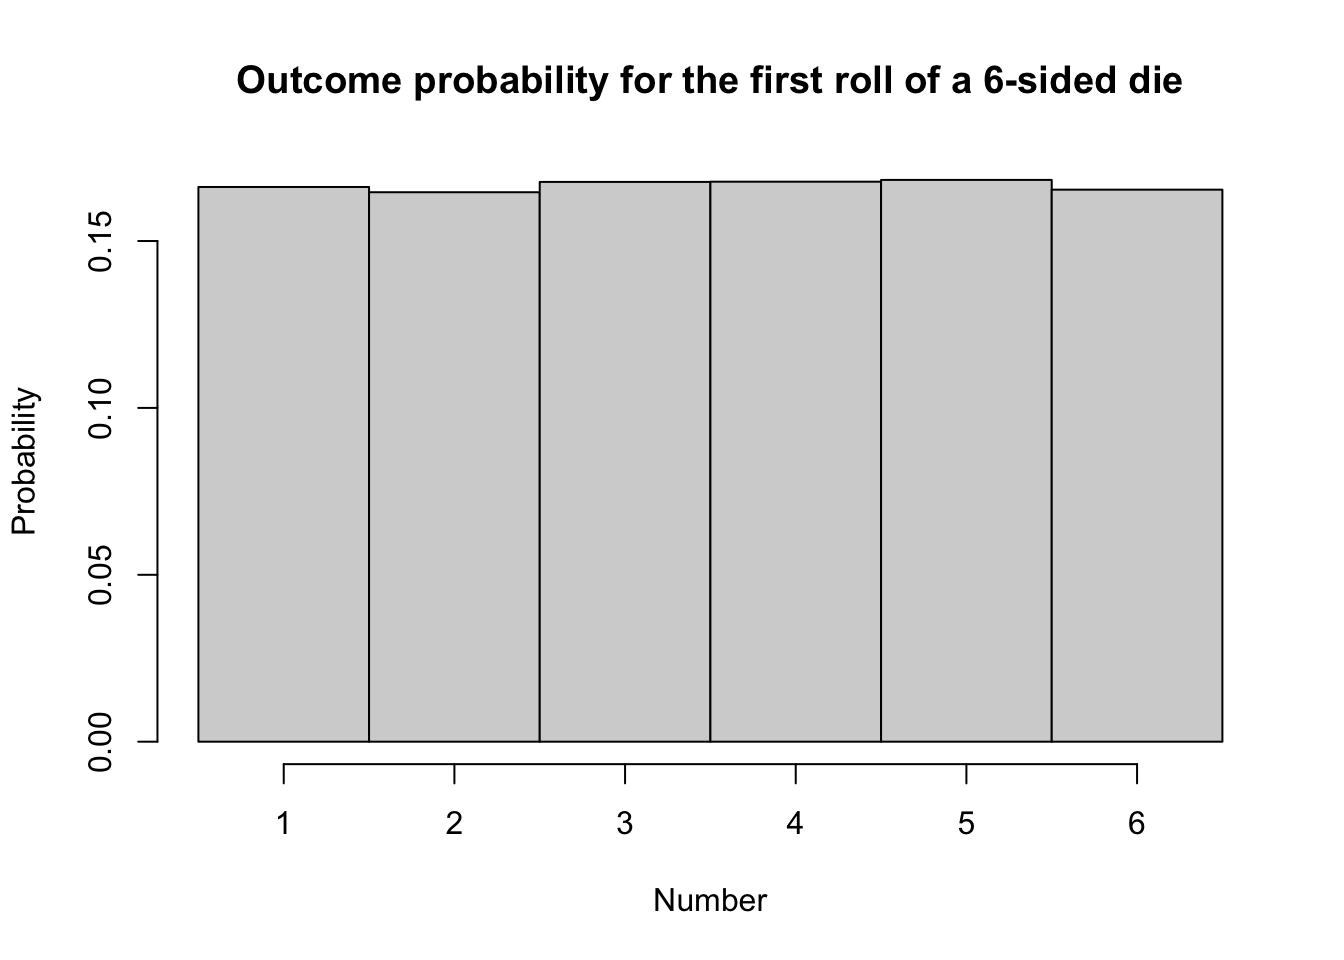 Outcome probability for the first roll of a 6-sided die
0.15
0.10
0.05
0.00
Probability
1 2 3 4 5 6
Number